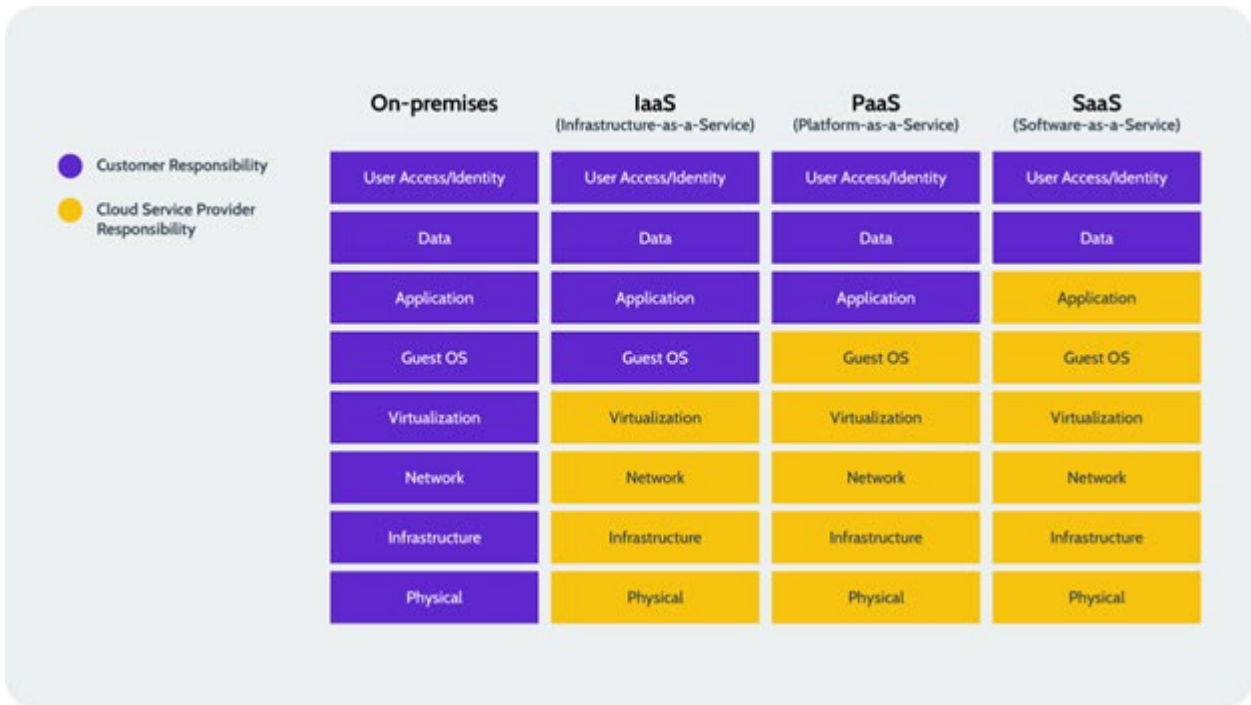 On-premises
IaaS
(Infrastructure-as-a-Service)
PaaS
(Platform-as-a-Service)
SaaS
(Software-as-a-Service)
Customer Responsibility
Cloud Service Provider
Responsibility
User Access/Identity
User Access/Identity
User Access/Identity
User Access/Identity
Data
Data
Data
Data
Application
Application
Application
Application
Guest OS
Guest OS
Guest OS
Guest OS
Virtualization
Virtualization
Virtualization
Virtualization
Network
Network
Network
Network
Infrastructure
Infrastructure
Infrastructure
Infrastructure
Physical
Physical
Physical
Physical